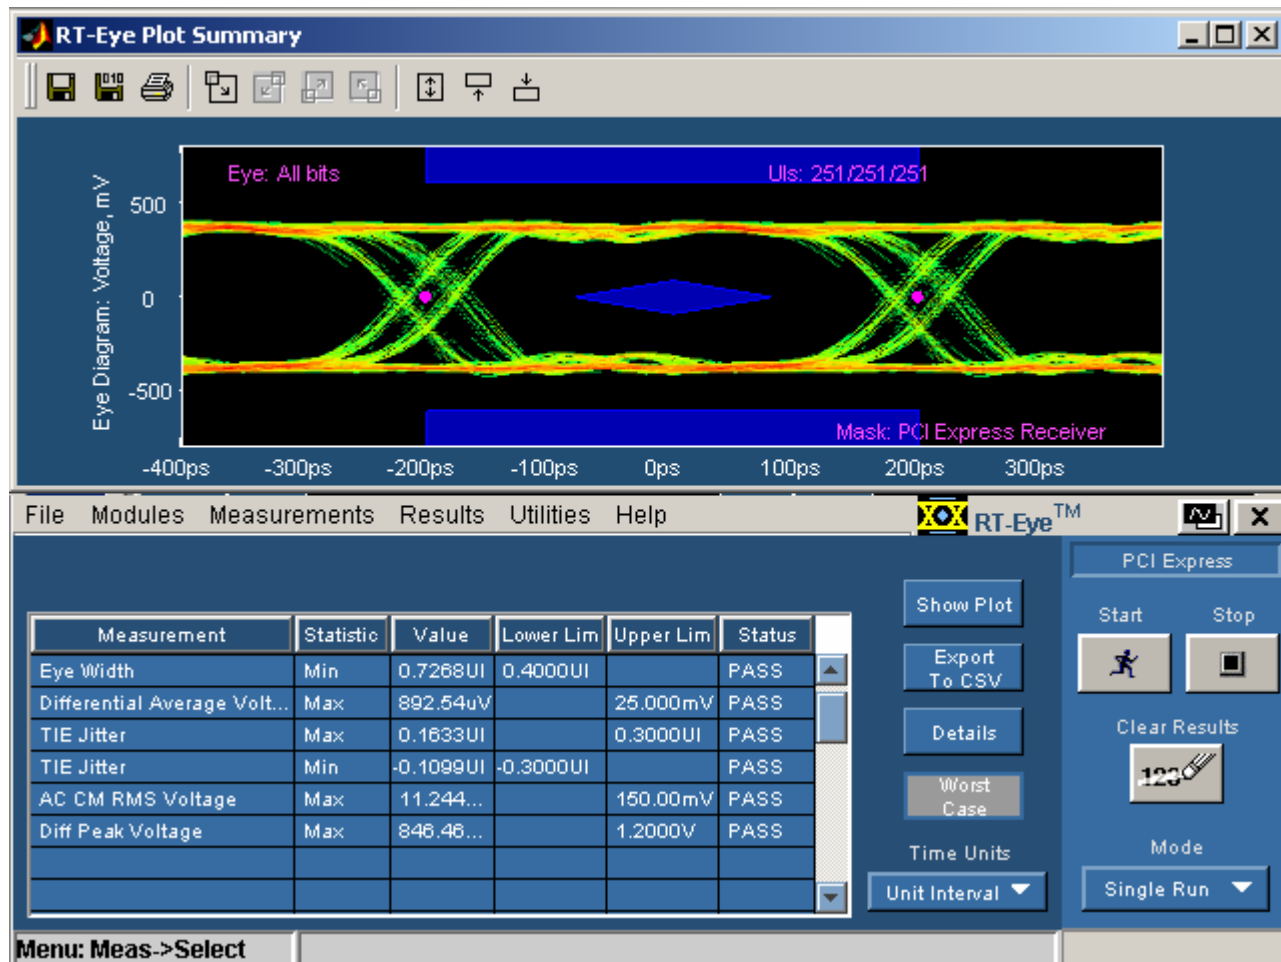 RT-Eye Plot Summary
Eye: All bits
UIs: 251/251/251
Eye Diagram: Voltage, mV
500
0
-500
Mask: PCI Express Receiver
-400ps -300ps -200ps -100ps 0ps 100ps 200ps 300ps
File Modules Measurements Results Utilities Help
RT-Eye™
PCI Express
Measurement Statistic Value Lower Lim Upper Lim Status
Eye Width Min 0.7268UI 0.4000UI PASS
Differential Average Volt... Max 892.54uV 25.000mV PASS
TIE Jitter Max 0.1633UI 0.3000UI PASS
TIE Jitter Min -0.1099UI -0.3000UI PASS
AC CM RMS Voltage Max 11.244... 150.00mV PASS
Diff Peak Voltage Max 846.46... 1.2000V PASS
Show Plot
Export
To CSV
Details
Worst
Case
Time Units
Unit Interval
Start Stop
Clear Results
123
Mode
Single Run
Menu: Meas->Select